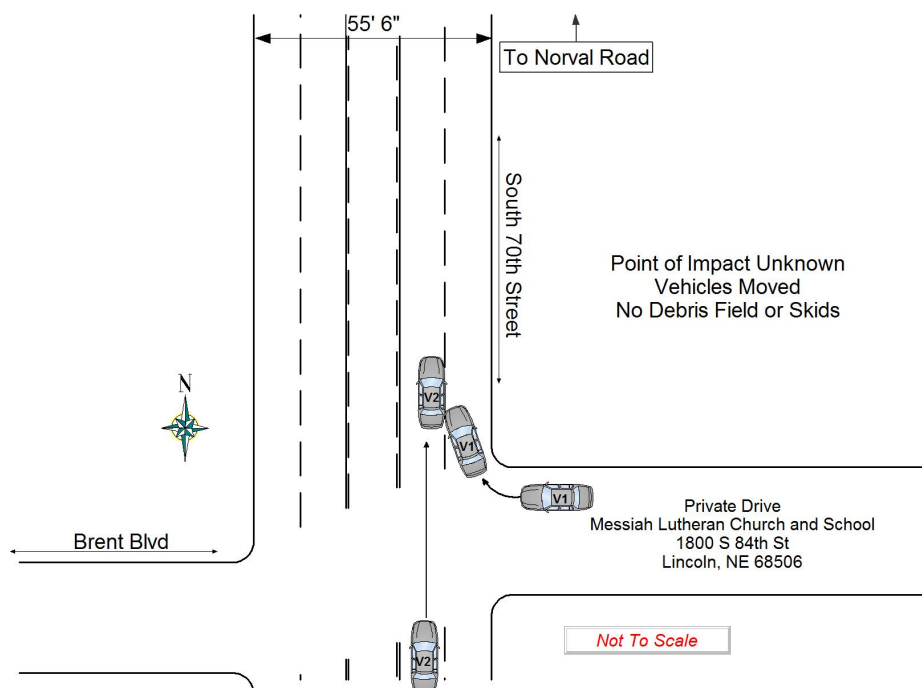 55' 6"
To Norval Road
South 70th Street
Point of Impact Unknown
Vehicles Moved
No Debris Field or Skids
N
V2
V1
V1
Private Drive
Messiah Lutheran Church and School
1800 S 84th St
Lincoln, NE 68506
Brent Blvd
Not To Scale
V2